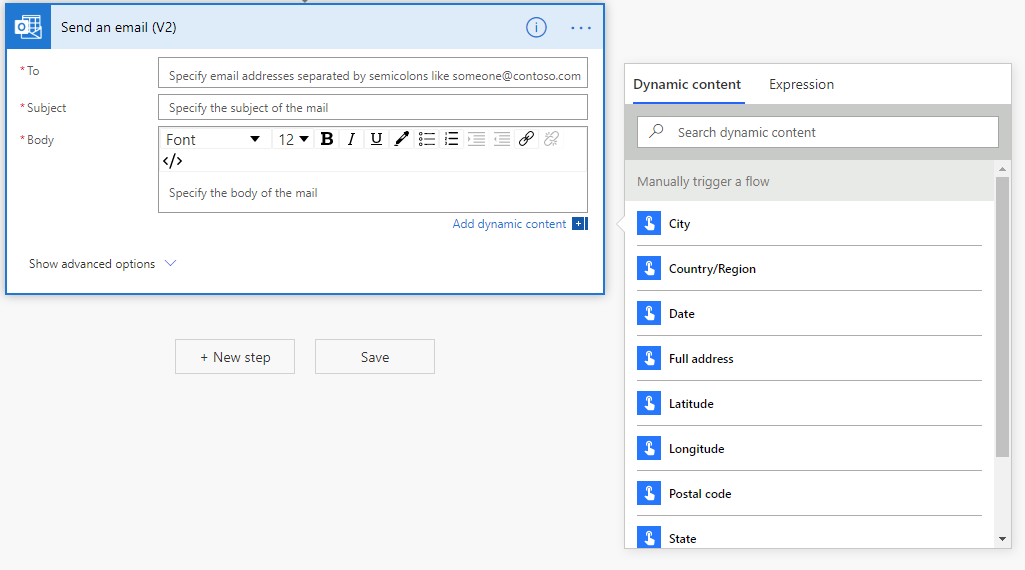 Send an email (V2)
* To
Specify email addresses separated by semicolons like someone@contoso.com
* Subject
Specify the subject of the mail
* Body
Font 12 B I U
</>
Specify the body of the mail
Add dynamic content
Show advanced options
+ New step
Save
Dynamic content Expression
Search dynamic content
Manually trigger a flow
City
Country/Region
Date
Full address
Latitude
Longitude
Postal code
State